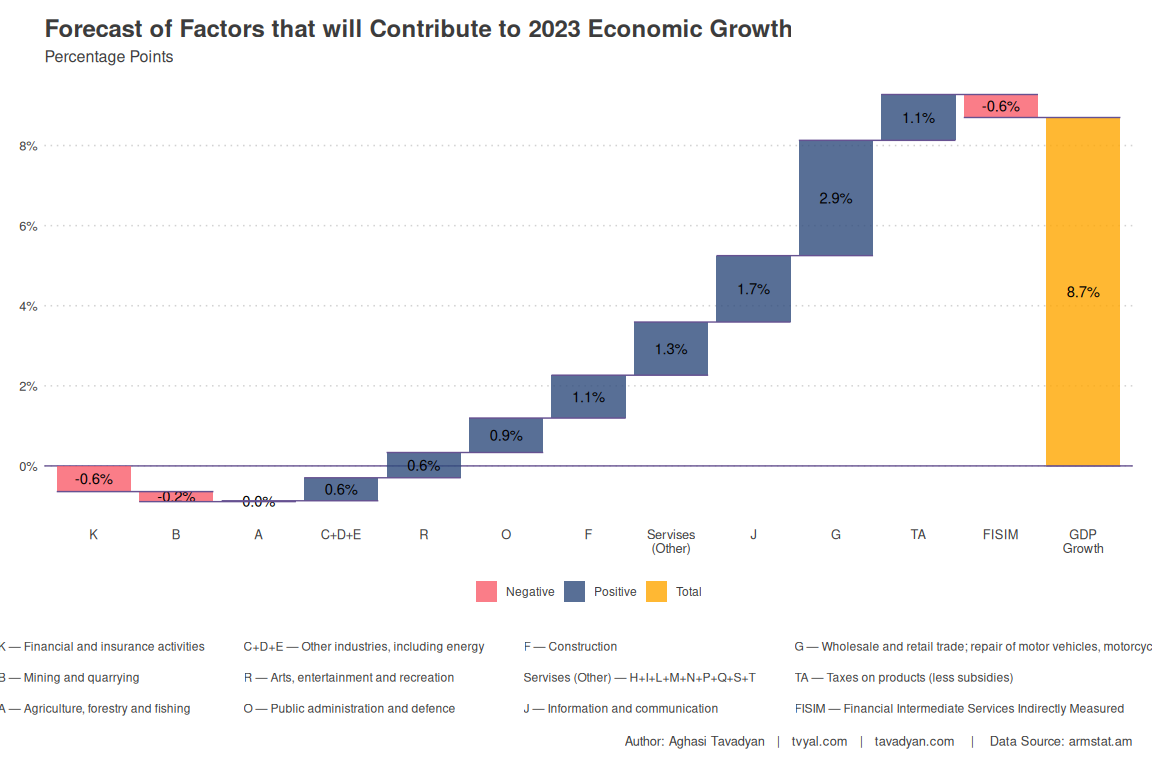 Forecast of Factors that will Contribute to 2023 Economic Growth
Percentage Points
8%
6%
4%
2%
0%
-0.6%
-0.2%
0.0%
0.6%
0.6%
0.9%
1.1%
1.3%
1.7%
2.9%
1.1%
-0.6%
8.7%
K B A C+D+E R O F Servises (Other) J G TA FISIM GDP Growth
Negative Positive Total
K — Financial and insurance activities
C+D+E — Other industries, including energy
F — Construction
G — Wholesale and retail trade; repair of motor vehicles, motorcyc
B — Mining and quarrying
R — Arts, entertainment and recreation
Servises (Other) — H+I+L+M+N+P+Q+S+T
TA — Taxes on products (less subsidies)
A — Agriculture, forestry and fishing
O — Public administration and defence
J — Information and communication
FISIM — Financial Intermediate Services Indirectly Measured
Author: Aghasi Tavadyan | tvyal.com | tavadyan.com | Data Source: armstat.am